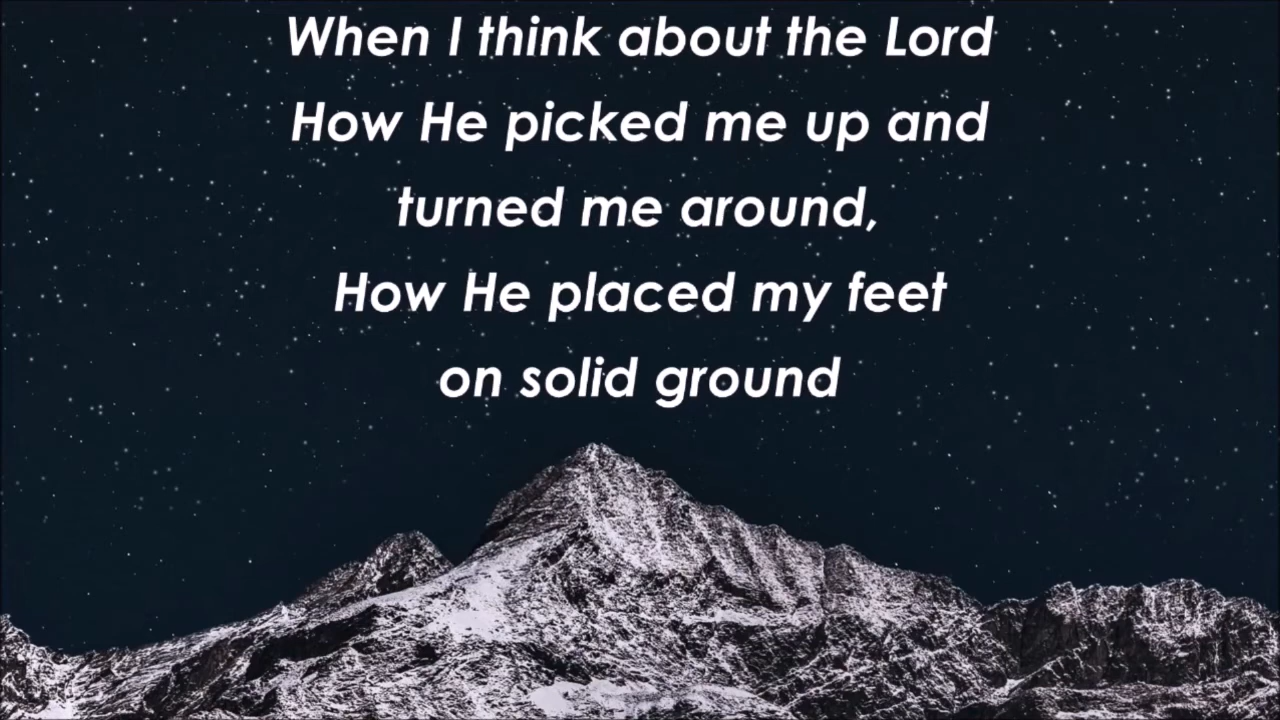 When I think about the Lord
How He picked me up and
turned me around,
How He placed my feet
on solid ground